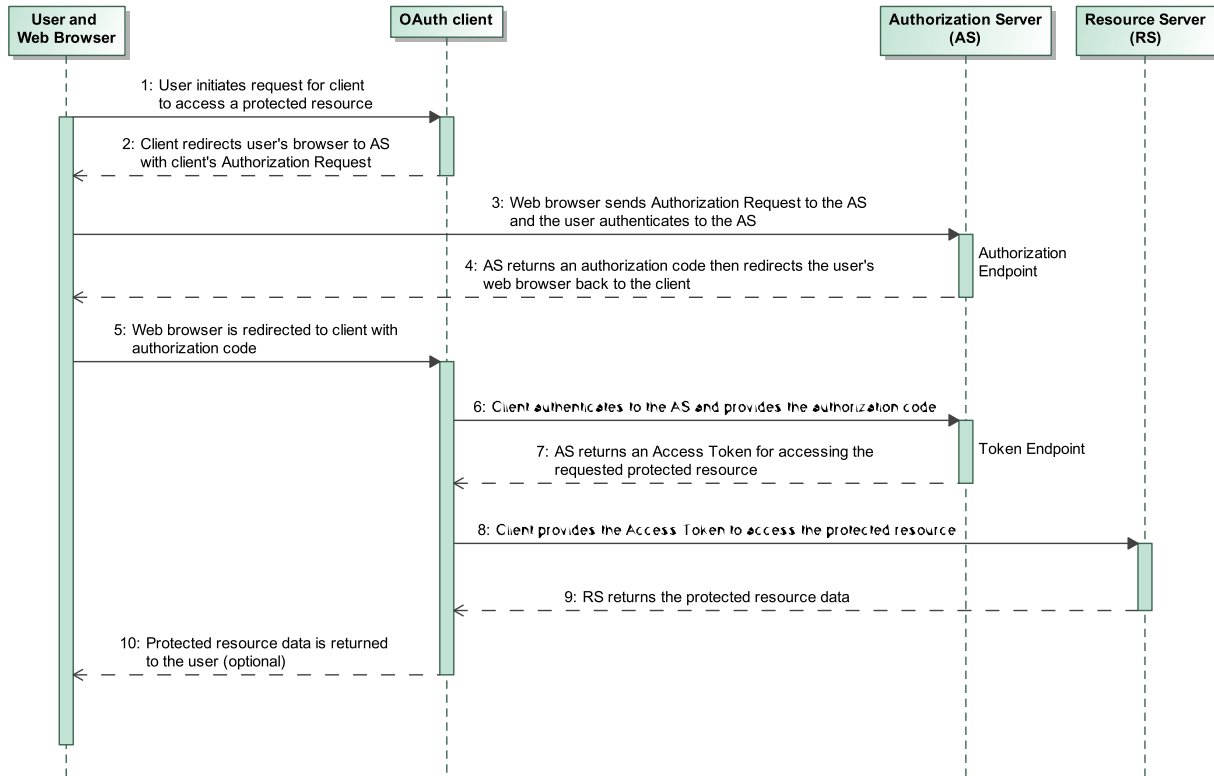 User and
Web Browser
OAuth client
Authorization Server
(AS)
Resource Server
(RS)
1: User initiates request for client
to access a protected resource
2: Client redirects user's browser to AS
with client's Authorization Request
3: Web browser sends Authorization Request to the AS
and the user authenticates to the AS
Authorization
Endpoint
4: AS returns an authorization code then redirects the user's
web browser back to the client
5: Web browser is redirected to client with
authorization code
6: Client authenticates to the AS and provides the authorization code
Token Endpoint
7: AS returns an Access Token for accessing the
requested protected resource
8: Client provides the Access Token to access the protected resource
9: RS returns the protected resource data
10: Protected resource data is returned
to the user (optional)